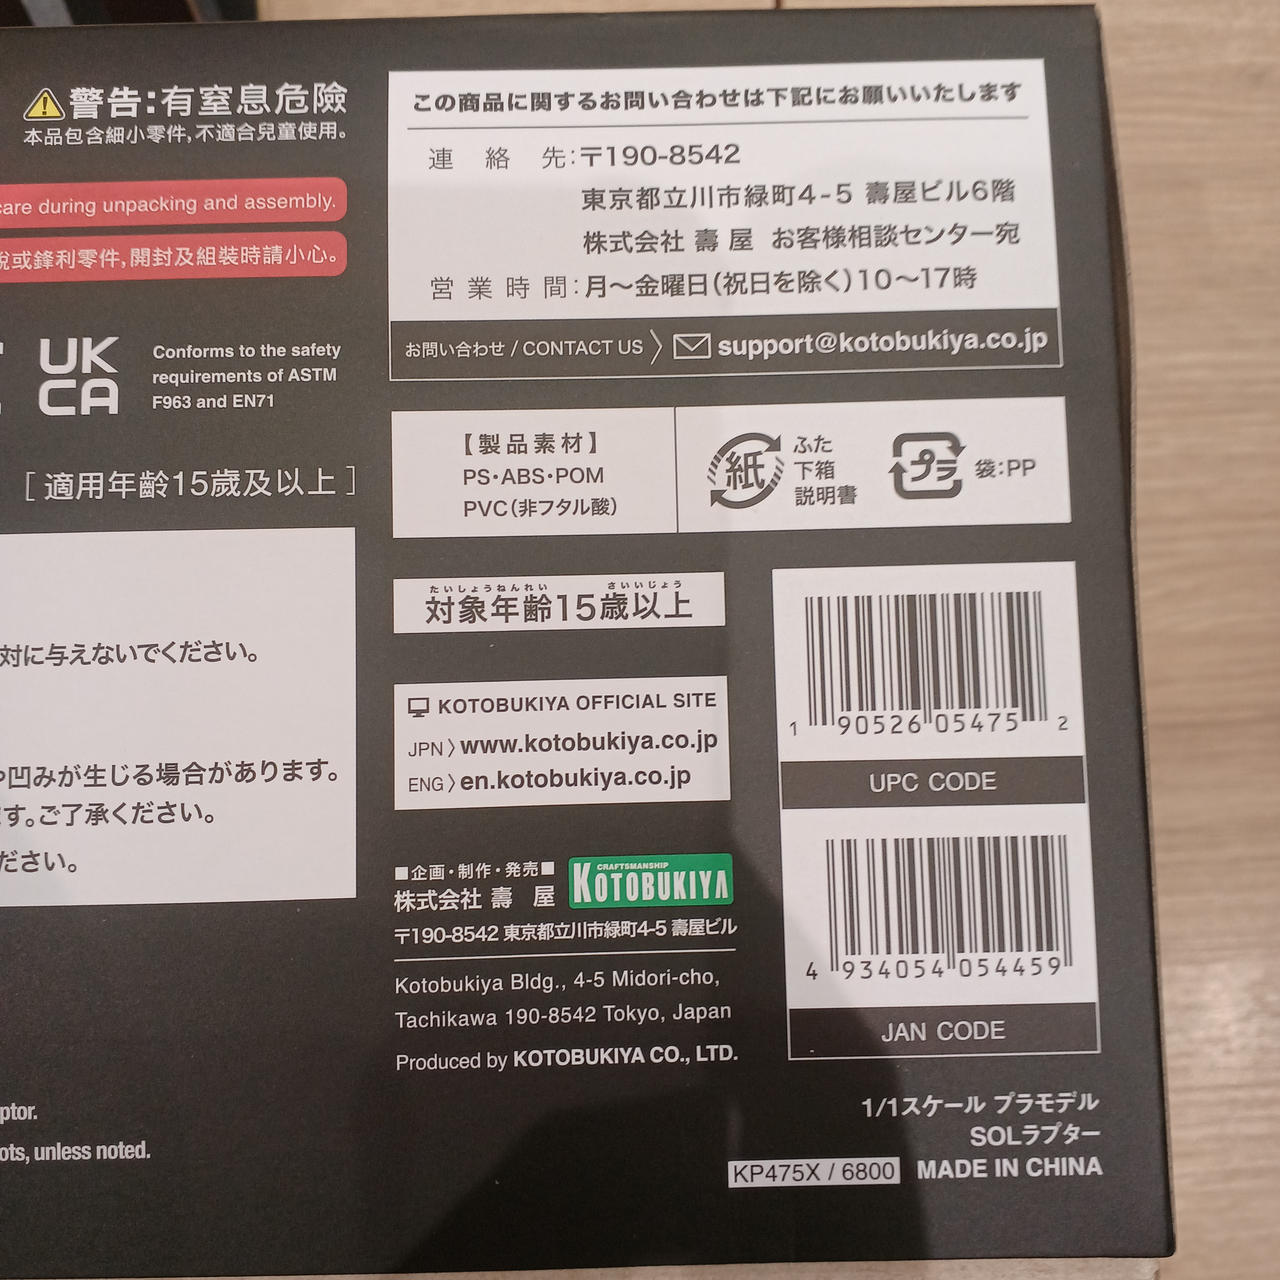 警告:有窒息危險
本品包含細小零件,不適合兒童使用。
care during unpacking and assembly.
或鋒利零件,開封及組裝時請小心。
UK
CA
Conforms to the safety
requirements of ASTM
F963 and EN71
[適用年齡15歲及以上]
対に与えないでください。
凹みが生じる場合があります。
す。ご了承ください。
ださい。
ptor.
ots, unless noted.
この商品に関するお問い合わせは下記にお願いいたします
連絡先:〒190-8542
東京都立川市緑町4-5 壽屋ビル6階
株式会社 壽屋 お客様相談センター宛
営業時間:月〜金曜日(祝日を除く)10〜17時
お問い合わせ / CONTACT US 〉 support@kotobukiya.co.jp
【製品素材】
PS・ABS・POM
PVC(非フタル酸)
紙
ふた
下箱
説明書
プラ
袋:PP
たいしょうねんれい さいいじょう
対象年齢15歳以上
KOTOBUKIYA OFFICIAL SITE
JPN〉www.kotobukiya.co.jp
ENG〉en.kotobukiya.co.jp
■企画・制作・発売■
株式会社 壽 屋
CRAFTSMANSHIP
KOTOBUKIYA
〒190-8542 東京都立川市緑町4-5 壽屋ビル
Kotobukiya Bldg., 4-5 Midori-cho,
Tachikawa 190-8542 Tokyo, Japan
Produced by KOTOBUKIYA CO., LTD.
1 90526 05475 2
UPC CODE
4 934054 054459
JAN CODE
1/1スケール プラモデル
SOLラプター
KP475X / 6800 MADE IN CHINA